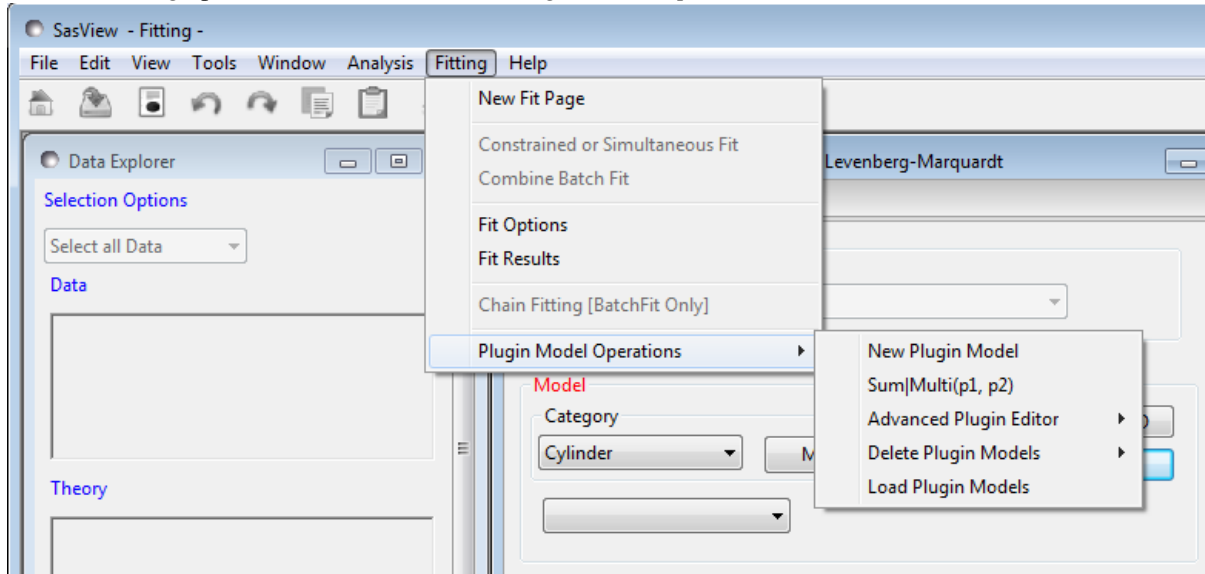 SasView - Fitting -
File Edit View Tools Window Analysis Fitting Help
New Fit Page
Constrained or Simultaneous Fit
Combine Batch Fit
Fit Options
Fit Results
Chain Fitting [BatchFit Only]
Plugin Model Operations
New Plugin Model
Sum|Multi(p1, p2)
Advanced Plugin Editor
Delete Plugin Models
Load Plugin Models
Data Explorer
Selection Options
Select all Data
Data
Theory
Levenberg-Marquardt
Model
Category
Cylinder
M